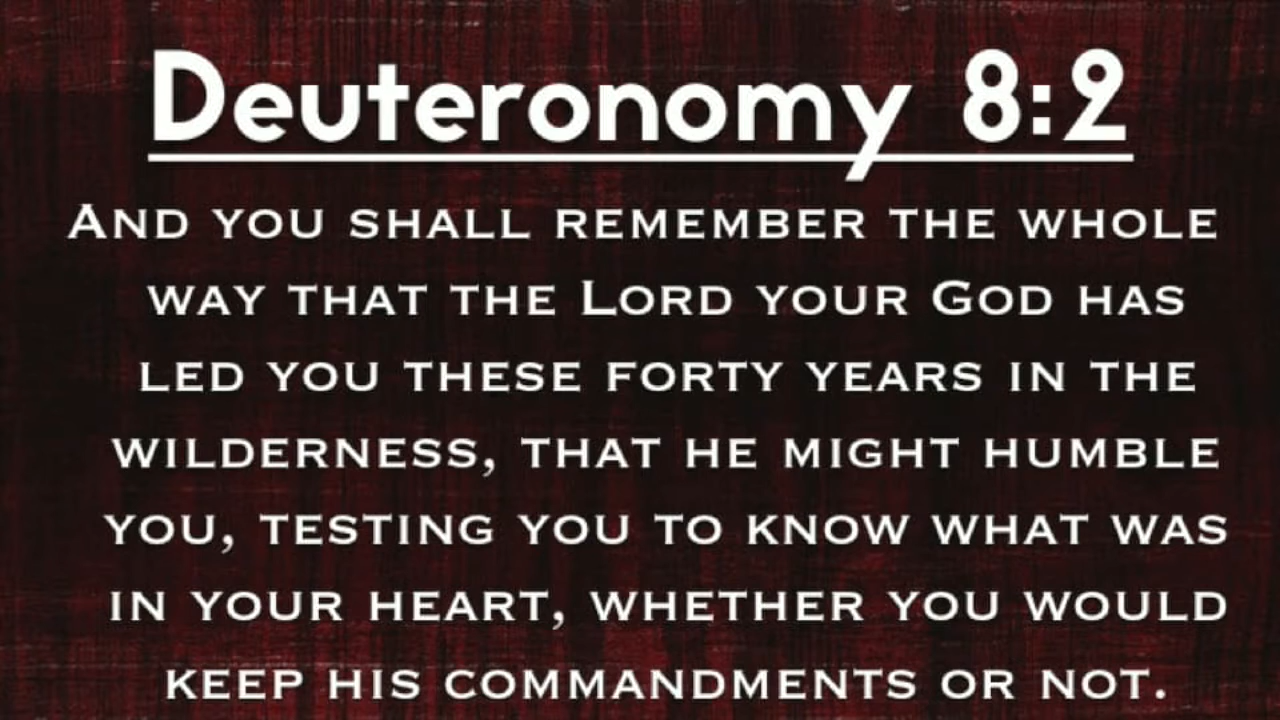 Deuteronomy 8:2
And you shall remember the whole
way that the Lord your God has
led you these forty years in the
wilderness, that he might humble
you, testing you to know what was
in your heart, whether you would
keep his commandments or not.